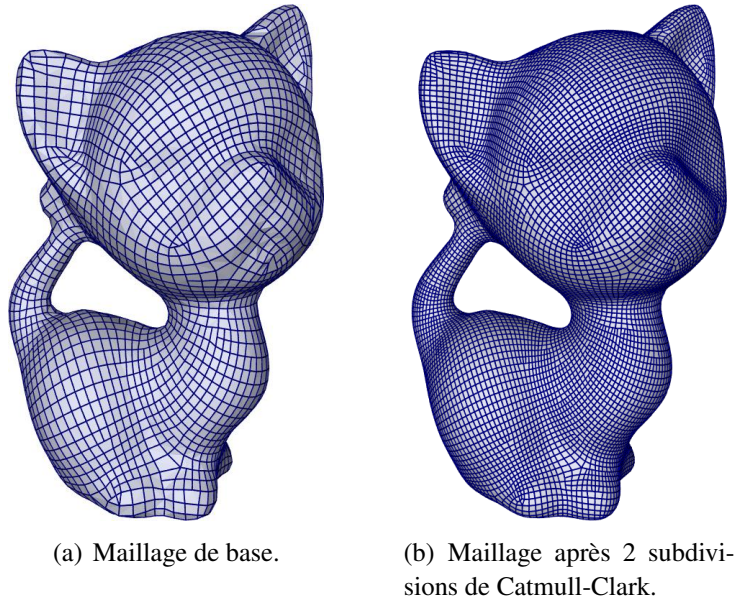 (a) Maillage de base.
(b) Maillage après 2 subdivi-
sions de Catmull-Clark.